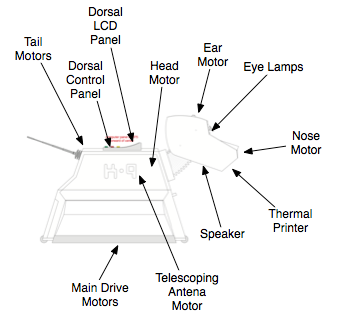 Dorsal
LCD
Panel
Tail
Motors
Dorsal
Control
Panel
Head
Motor
Ear
Motor
Eye Lamps
Nose
Motor
K-9
Thermal
Printer
Speaker
Main Drive
Motors
Telescoping
Antena
Motor